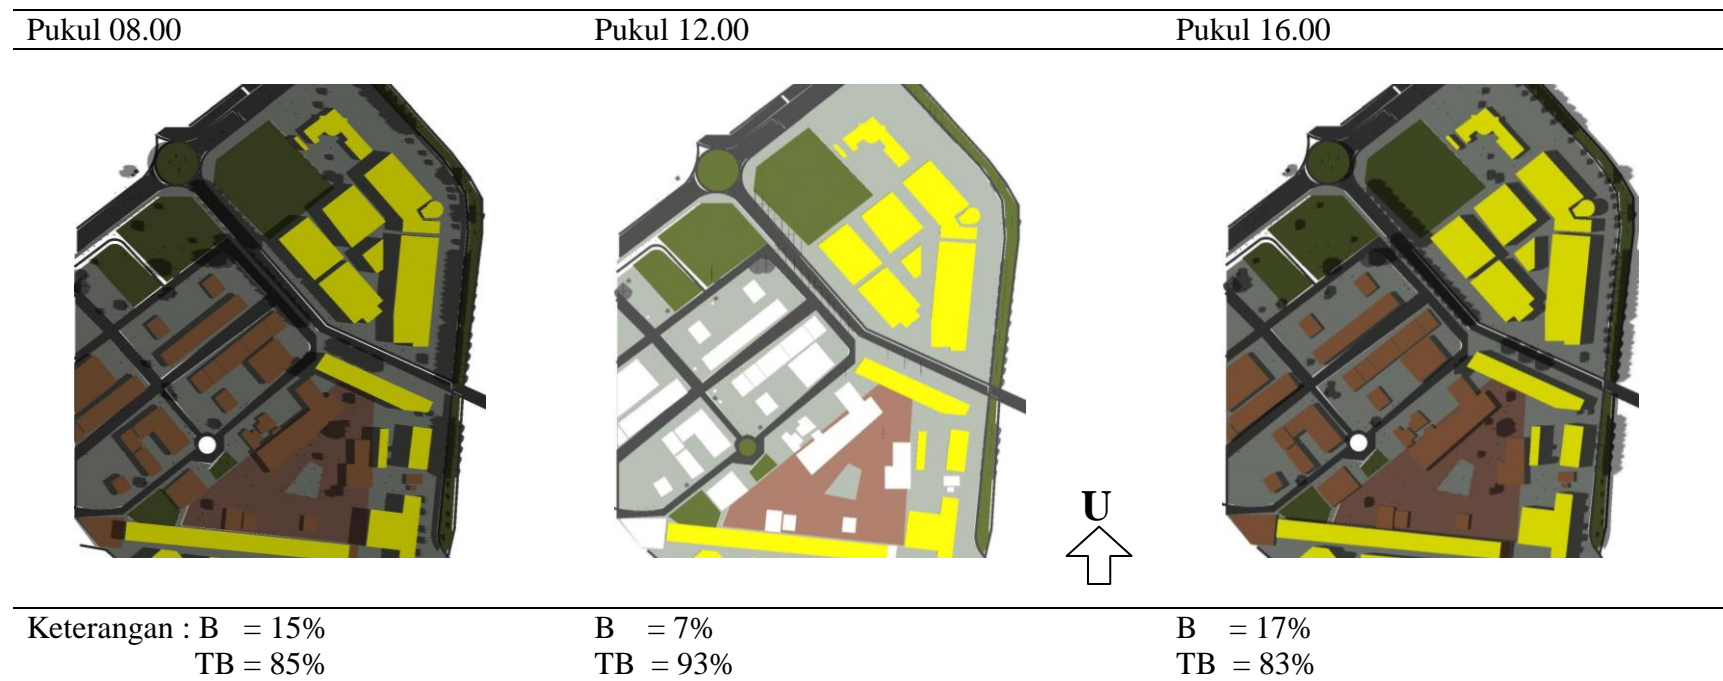 Pukul 08.00 Pukul 12.00 Pukul 16.00
U
Keterangan : B = 15% B = 7% B = 17%
TB = 85% TB = 93% TB = 83%